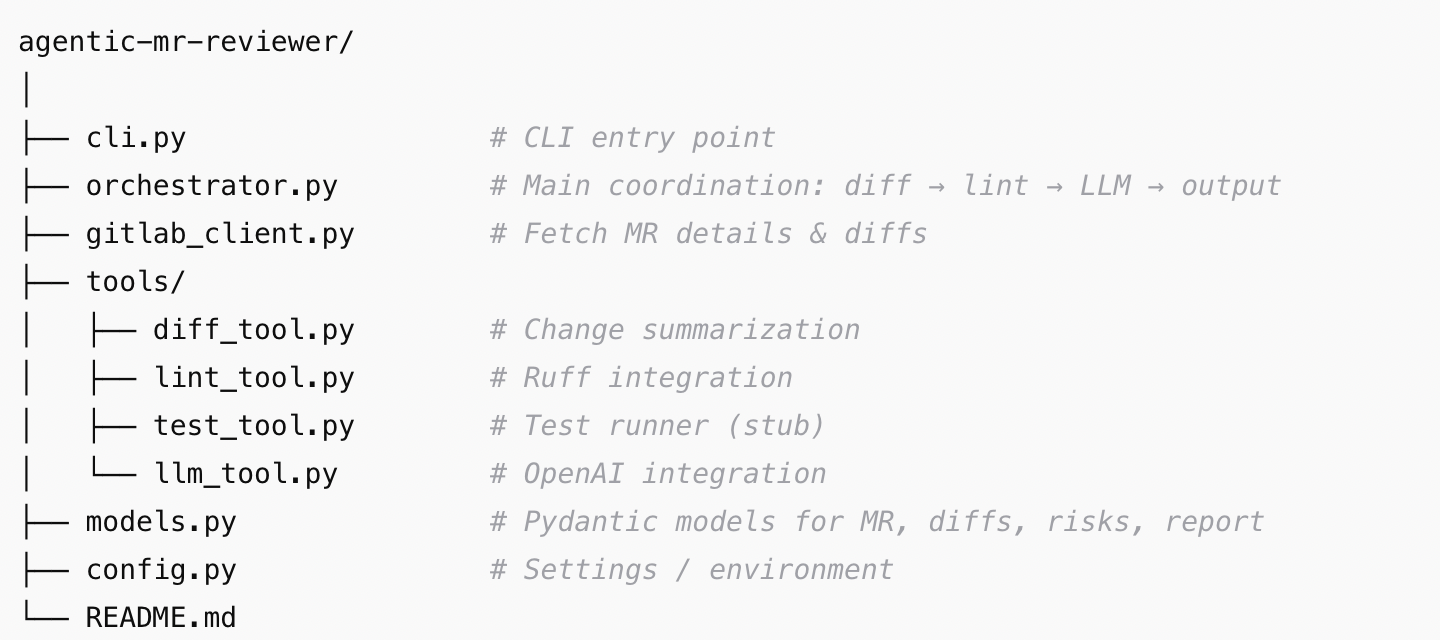 agentic-mr-reviewer/
│
├── cli.py                  # CLI entry point
├── orchestrator.py         # Main coordination: diff → lint → LLM → output
├── gitlab_client.py        # Fetch MR details & diffs
├── tools/
│   ├── diff_tool.py        # Change summarization
│   ├── lint_tool.py        # Ruff integration
│   ├── test_tool.py        # Test runner (stub)
│   └── llm_tool.py         # OpenAI integration
├── models.py               # Pydantic models for MR, diffs, risks, report
├── config.py               # Settings / environment
└── README.md